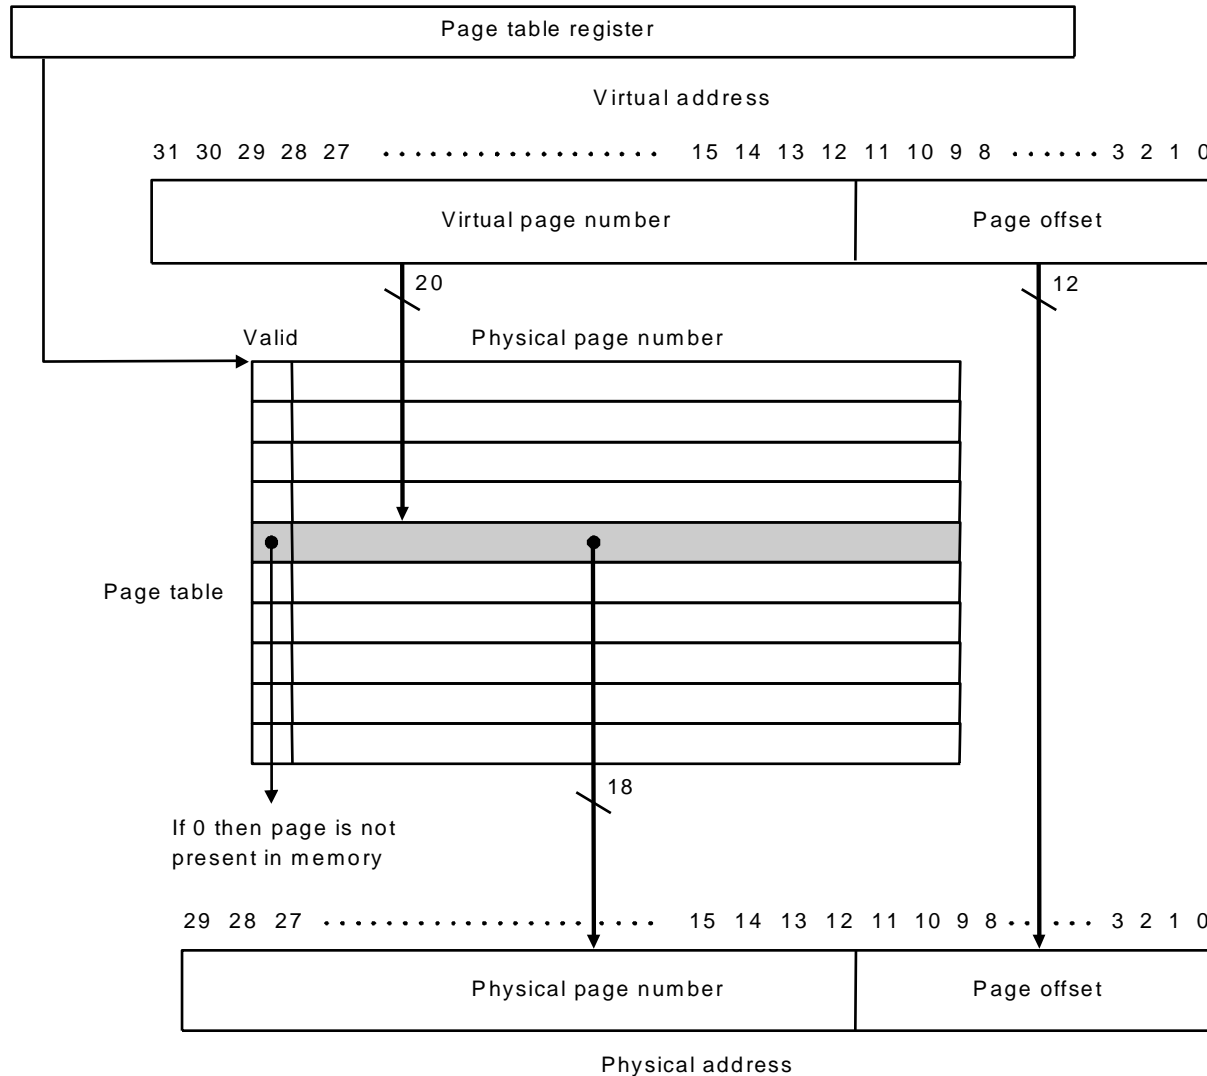 Page table register
Virtual address
31 30 29 28 27 .................. 15 14 13 12 11 10 9 8 ...... 3 2 1 0
Virtual page number Page offset
20 12
Valid Physical page number
Page table
18
If 0 then page is not
present in memory
29 28 27 ...................... 15 14 13 12 11 10 9 8 ...... 3 2 1 0
Physical page number Page offset
Physical address